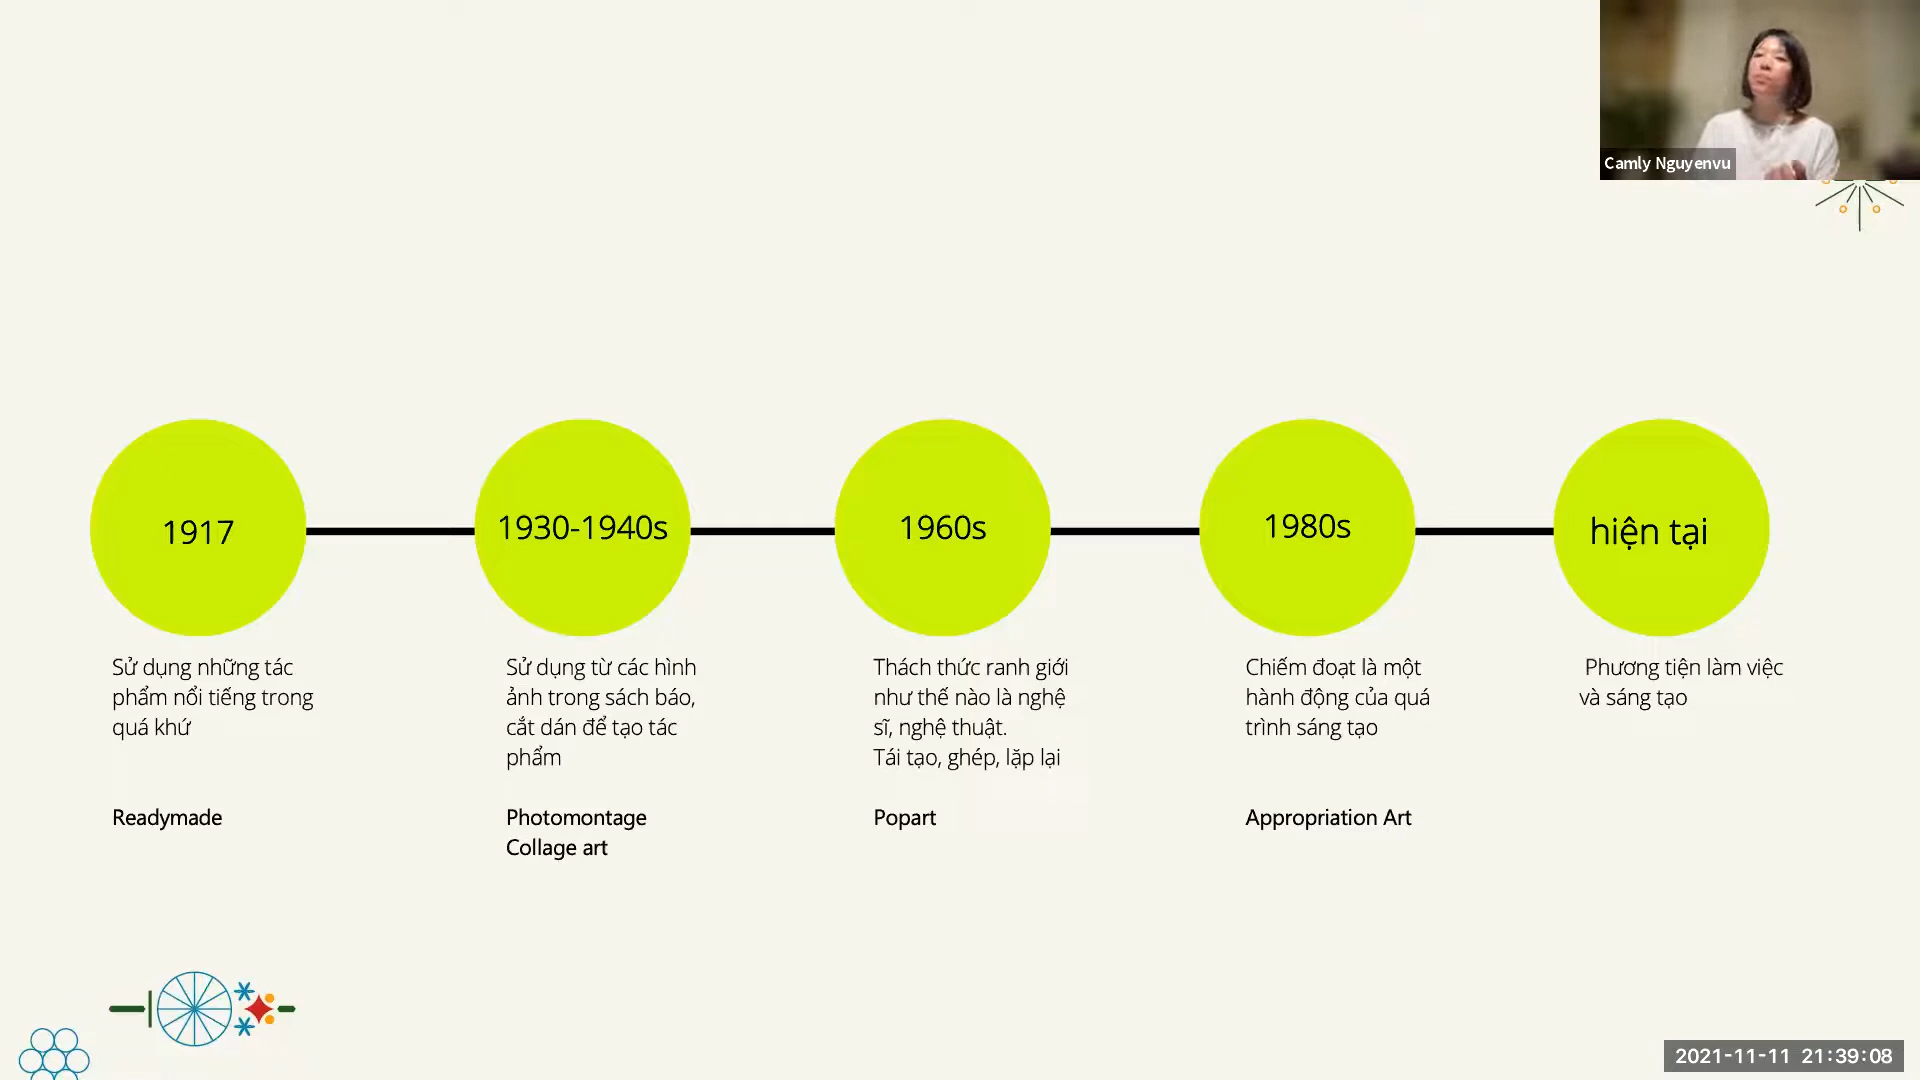 Camly Nguyenvu
1917
1930-1940s
1960s
1980s
hiện tại
Sử dụng những tác
phẩm nổi tiếng trong
quá khứ
Readymade
Sử dụng từ các hình
ảnh trong sách báo,
cắt dán để tạo tác
phẩm
Photomontage
Collage art
Thách thức ranh giới
như thế nào là nghệ
sĩ, nghệ thuật.
Tái tạo, ghép, lặp lại
Popart
Chiếm đoạt là một
hành động của quá
trình sáng tạo
Appropriation Art
Phương tiện làm việc
và sáng tạo
2021-11-11 21:39:08